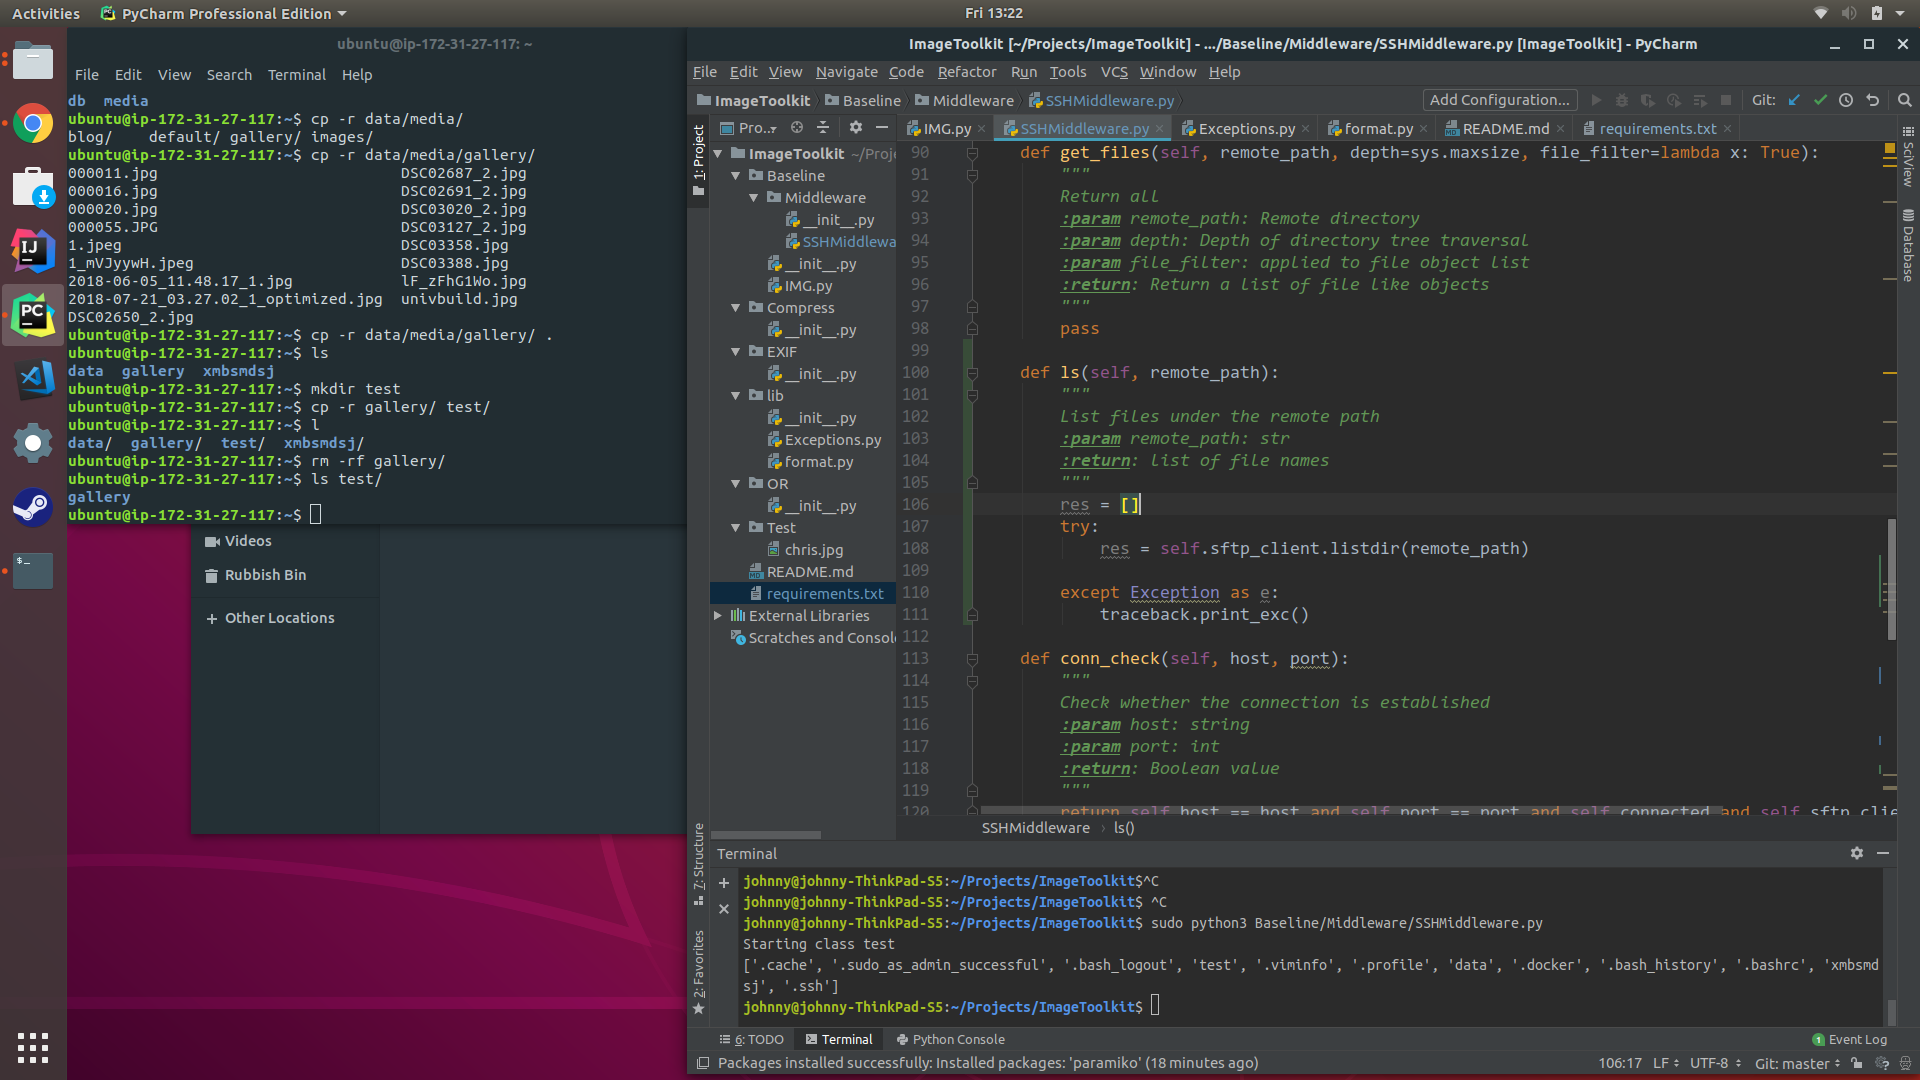 Activities
PyCharm Professional Edition
Fri 13:22
ubuntu@ip-172-31-27-117: ~
File Edit View Search Terminal Help
db media
ubuntu@ip-172-31-27-117:~$ cp -r data/media/
blog/ default/ gallery/ images/
ubuntu@ip-172-31-27-117:~$ cp -r data/media/gallery/
000011.jpg DSC02687_2.jpg
000016.jpg DSC02691_2.jpg
000020.jpg DSC03020_2.jpg
000055.JPG DSC03127_2.jpg
1.jpeg DSC03358.jpg
1_mVJyywH.jpeg DSC03388.jpg
2018-06-05_11.48.17_1.jpg lF_zFhG1Wo.jpg
2018-07-21_03.27.02_1_optimized.jpg univbuild.jpg
DSC02650_2.jpg
ubuntu@ip-172-31-27-117:~$ cp -r data/media/gallery/ .
ubuntu@ip-172-31-27-117:~$ ls
data gallery xmbsmdsj
ubuntu@ip-172-31-27-117:~$ mkdir test
ubuntu@ip-172-31-27-117:~$ cp -r gallery/ test/
ubuntu@ip-172-31-27-117:~$ l
data/ gallery/ test/ xmbsmdsj/
ubuntu@ip-172-31-27-117:~$ rm -rf gallery/
ubuntu@ip-172-31-27-117:~$ ls test/
gallery
ubuntu@ip-172-31-27-117:~$
Videos
Rubbish Bin
+ Other Locations
ImageToolkit [~/Projects/ImageToolkit] - .../Baseline/Middleware/SSHMiddleware.py [ImageToolkit] - PyCharm
File Edit View Navigate Code Refactor Run Tools VCS Window Help
ImageToolkit Baseline Middleware SSHMiddleware.py
Add Configuration...
Git:
1: Project
Pro...
IMG.py SSHMiddleware.py Exceptions.py format.py README.md requirements.txt
ImageToolkit ~/Proje
Baseline
Middleware
__init__.py
SSHMiddlewa
__init__.py
IMG.py
Compress
__init__.py
EXIF
__init__.py
lib
__init__.py
Exceptions.py
format.py
OR
__init__.py
Test
chris.jpg
README.md
requirements.txt
External Libraries
Scratches and Consol
90 def get_files(self, remote_path, depth=sys.maxsize, file_filter=lambda x: True):
91 """
92 Return all
93 :param remote_path: Remote directory
94 :param depth: Depth of directory tree traversal
95 :param file_filter: applied to file object list
96 :return: Return a list of file like objects
97 """
98 pass
99
100 def ls(self, remote_path):
101 """
102 List files under the remote path
103 :param remote_path: str
104 :return: list of file names
105 """
106 res = []
107 try:
108 res = self.sftp_client.listdir(remote_path)
109
110 except Exception as e:
111 traceback.print_exc()
112
113 def conn_check(self, host, port):
114 """
115 Check whether the connection is established
116 :param host: string
117 :param port: int
118 :return: Boolean value
119 """
120 return self.host == host and self.port == port and self.connected and self.sftp_clie
SciView
Database
SSHMiddleware ls()
7: Structure
2: Favorites
Terminal
johnny@johnny-ThinkPad-S5:~/Projects/ImageToolkit$^C
johnny@johnny-ThinkPad-S5:~/Projects/ImageToolkit$ ^C
johnny@johnny-ThinkPad-S5:~/Projects/ImageToolkit$ sudo python3 Baseline/Middleware/SSHMiddleware.py
Starting class test
['.cache', '.sudo_as_admin_successful', '.bash_logout', 'test', '.viminfo', '.profile', 'data', '.docker', '.bash_history', '.bashrc', 'xmbsmd
sj', '.ssh']
johnny@johnny-ThinkPad-S5:~/Projects/ImageToolkit$
6: TODO Terminal Python Console
1 Event Log
Packages installed successfully: Installed packages: 'paramiko' (18 minutes ago)
106:17 LF UTF-8 Git: master